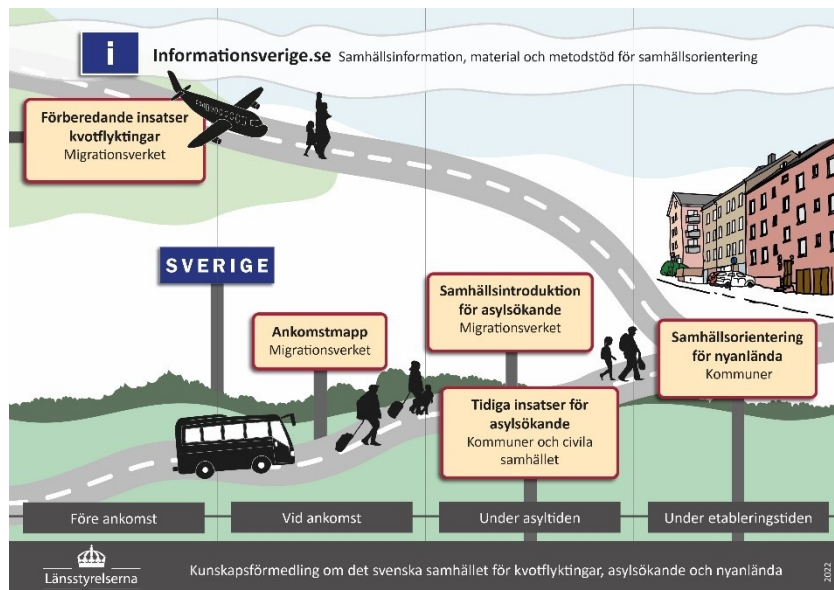 i
Informationsverige.se Samhällsinformation, material och metodstöd för samhällsorientering
Förberedande insatser
kvotflyktingar
Migrationsverket
SVERIGE
Ankomstmapp
Migrationsverket
Samhällsintroduktion
för asylsökande
Migrationsverket
Tidiga insatser för
asylsökande
Kommuner och civila
samhället
Samhällsorientering
för nyanlända
Kommuner
Före ankomst
Vid ankomst
Under asyltiden
Under etableringstiden
Länsstyrelserna
Kunskapsförmedling om det svenska samhället för kvotflyktingar, asylsökande och nyanlända
2022